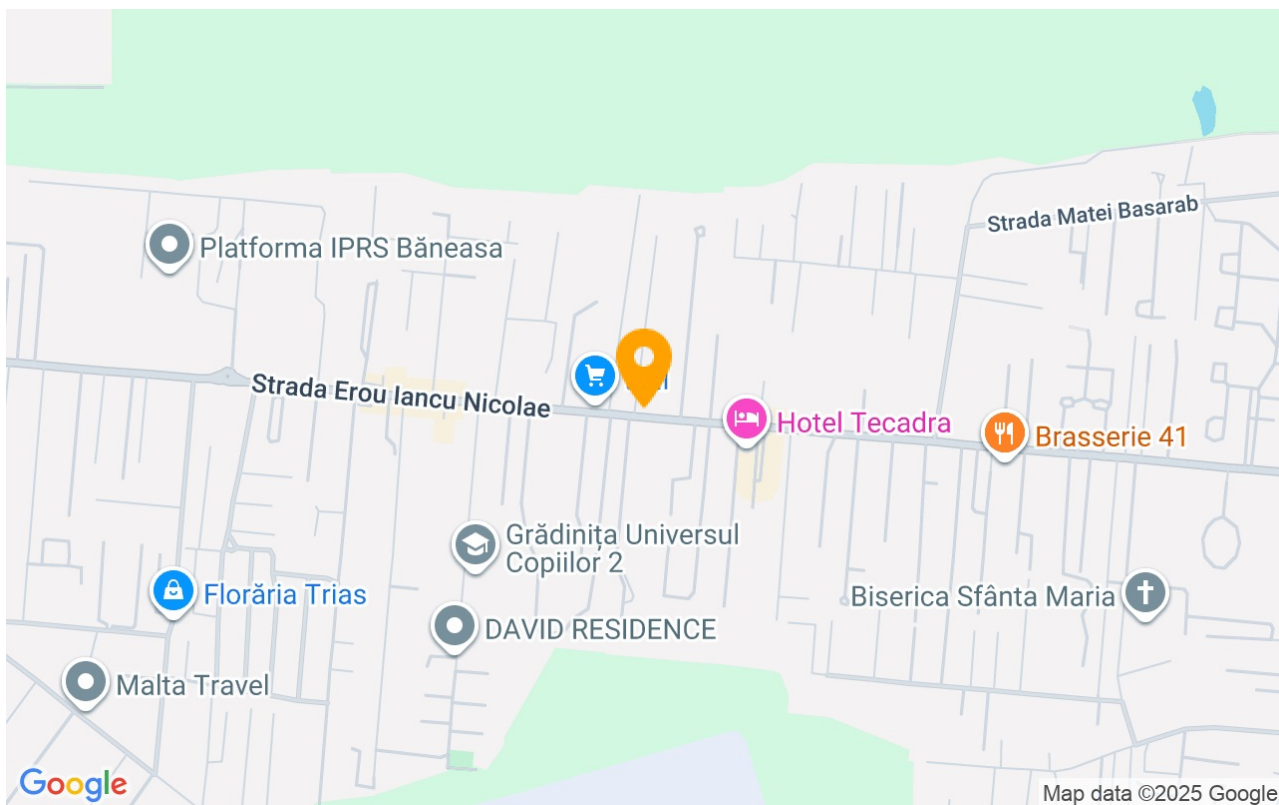 Strada Matei Basarab
Platforma IPRS Băneasa
Strada Erou Iancu Nicolae
Hotel Tecadra
Brasserie 41
Grădinița Universul
Copiilor 2
Florăria Trias
Biserica Sfânta Maria
DAVID RESIDENCE
Malta Travel
Google
Map data ©2025 Google